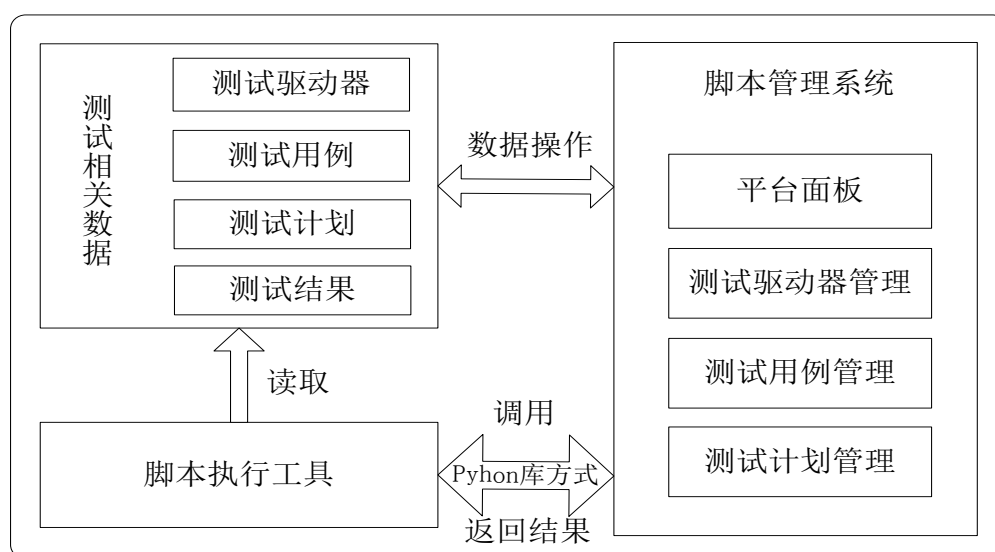 测试相关数据
测试驱动器
测试用例
测试计划
测试结果
数据操作
脚本管理系统
平台面板
测试驱动器管理
测试用例管理
测试计划管理
读取
脚本执行工具
调用
Pyhon库方式
返回结果